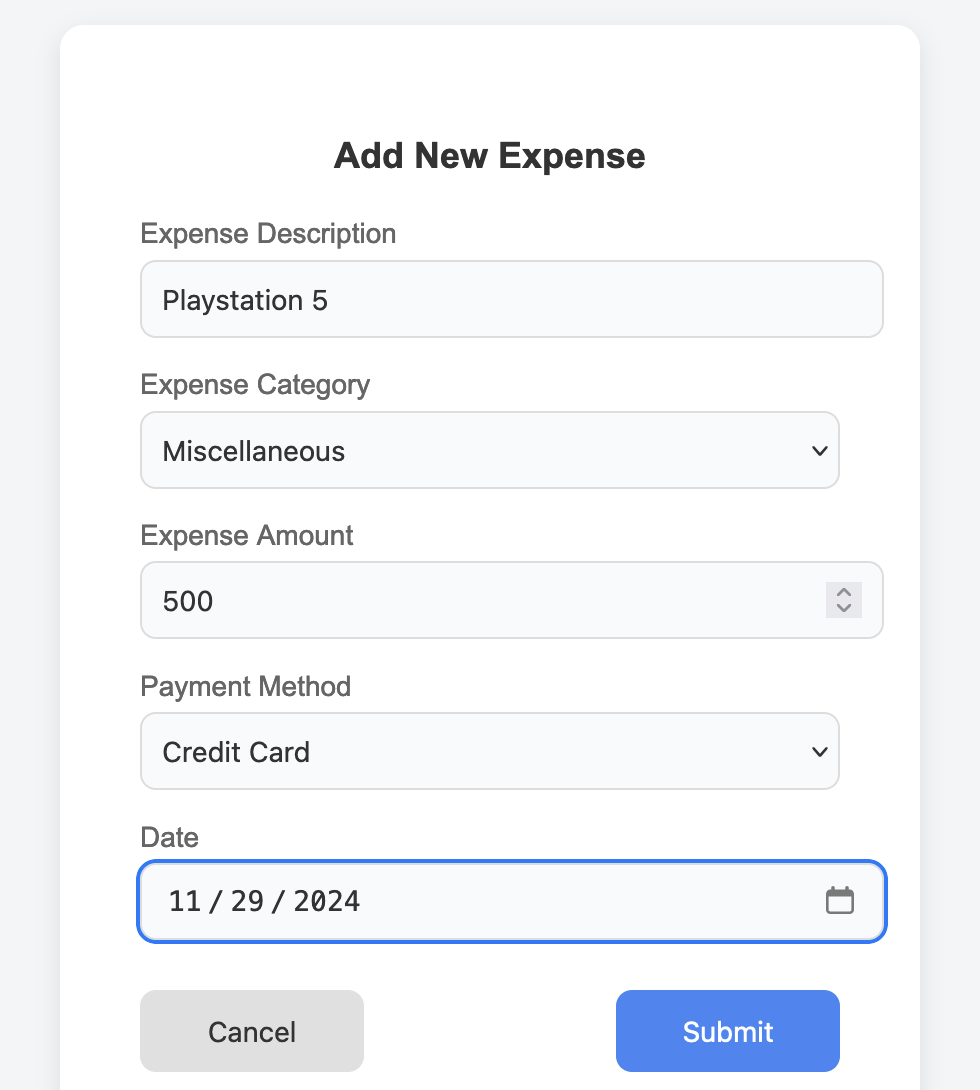 Add New Expense
Expense Description
Playstation 5
Expense Category
Miscellaneous
Expense Amount
500
Payment Method
Credit Card
Date
11 / 29 / 2024
Cancel Submit